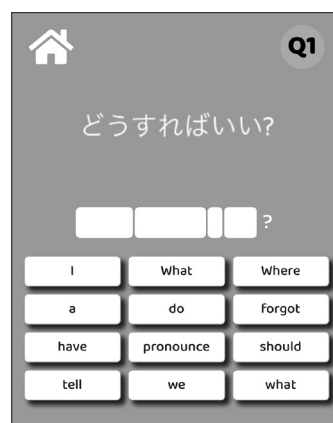 Q1
どうすればいい?
?
I What Where
a do forgot
have pronounce should
tell we what